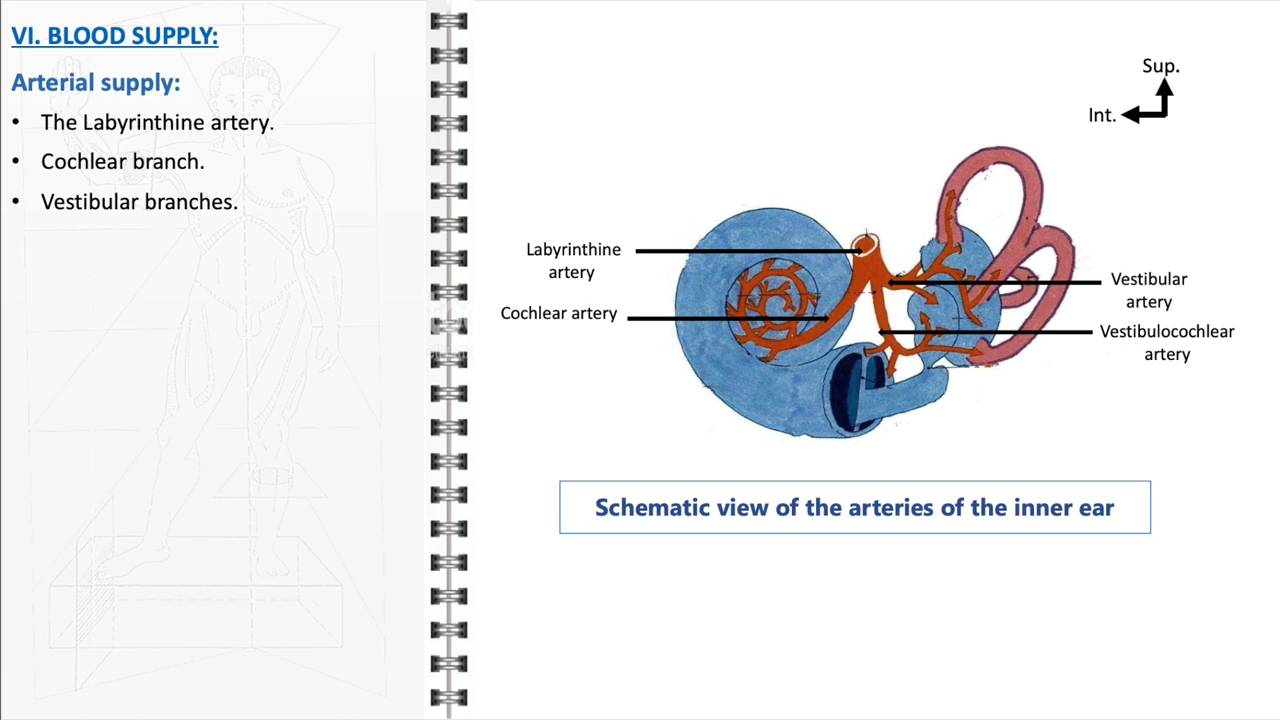 VI. BLOOD SUPPLY:
Arterial supply:
• The Labyrinthine artery.
• Cochlear branch.
• Vestibular branches.
Sup.
Int.
Labyrinthine
artery
Cochlear artery
Vestibular
artery
Vestibulocochlear
artery
Schematic view of the arteries of the inner ear